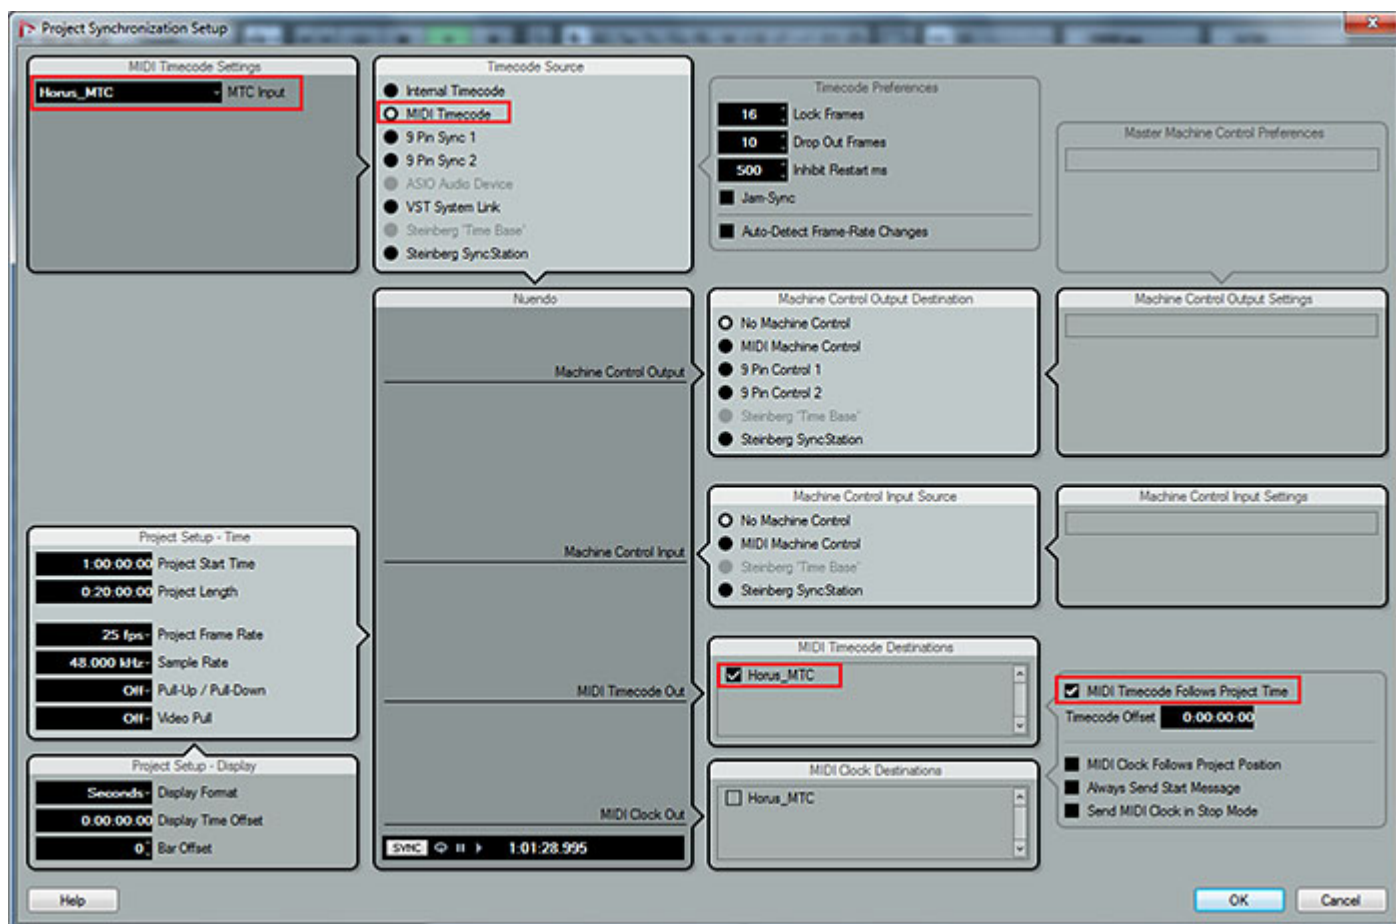 Project Synchronization Setup
MIDI Timecode Settings
Horus_MTC MTC Input
Timecode Source
Internal Timecode
MIDI Timecode
9 Pin Sync 1
9 Pin Sync 2
ASIO Audio Device
VST System Link
Steinberg "Time Base"
Steinberg SyncStation
Timecode Preferences
16 Lock Frames
10 Drop Out Frames
500 Inhibit Restart ms
Jam-Sync
Auto-Detect Frame-Rate Changes
Master Machine Control Preferences
Nuendo
Machine Control Output
Machine Control Input
MIDI Timecode Out
MIDI Clock Out
SYNC 1:01:28.995
Machine Control Output Destination
No Machine Control
MIDI Machine Control
9 Pin Control 1
9 Pin Control 2
Steinberg "Time Base"
Steinberg SyncStation
Machine Control Output Settings
Machine Control Input Source
No Machine Control
MIDI Machine Control
Steinberg "Time Base"
Steinberg SyncStation
Machine Control Input Settings
Project Setup - Time
1:00:00:00 Project Start Time
0:20:00:00 Project Length
25 fps Project Frame Rate
48.000 kHz Sample Rate
Off Pull-Up / Pull-Down
Off Video Pull
Project Setup - Display
Seconds Display Format
0:00:00:00 Display Time Offset
0 Bar Offset
MIDI Timecode Destinations
Horus_MTC
MIDI Timecode Follows Project Time
Timecode Offset 0:00:00:00
MIDI Clock Destinations
Horus_MTC
MIDI Clock Follows Project Position
Always Send Start Message
Send MIDI Clock in Stop Mode
Help
OK
Cancel